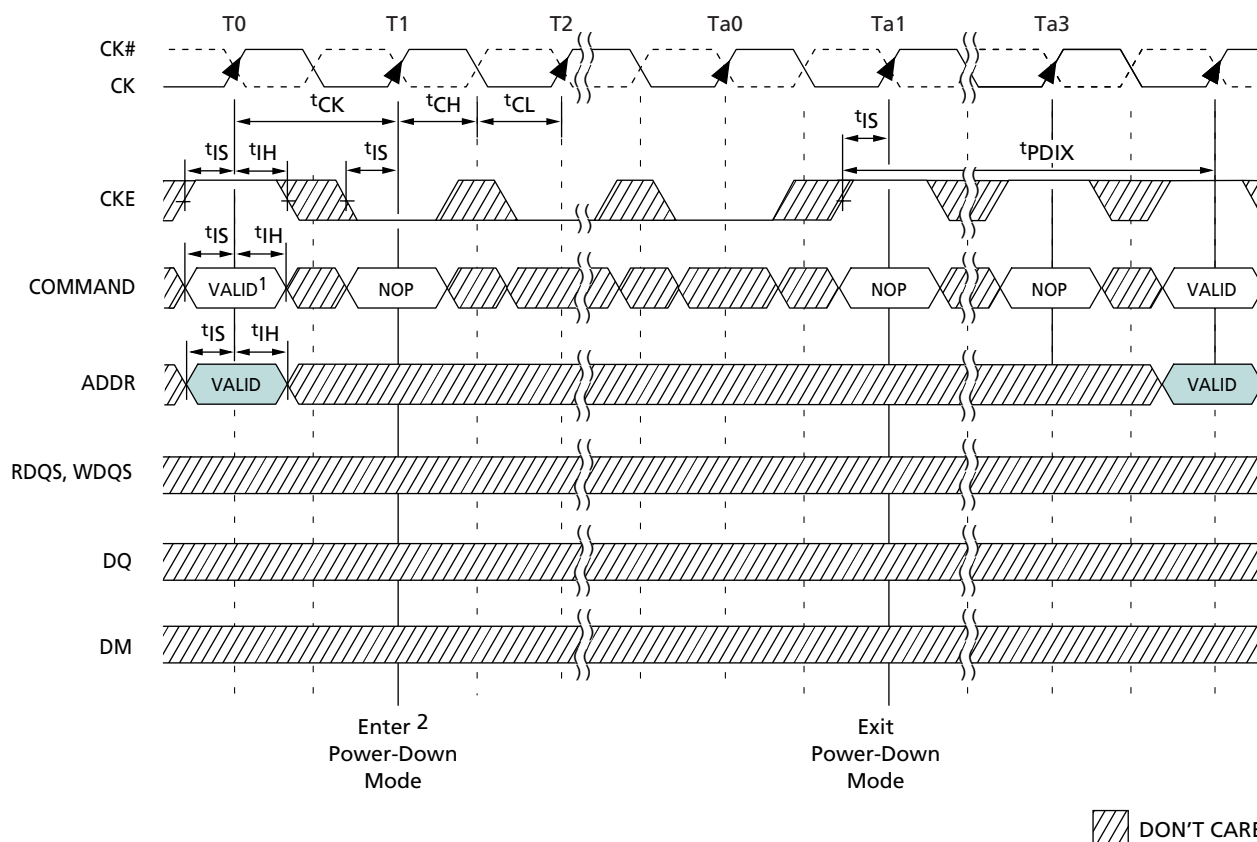 T0 T1 T2 Ta0 Ta1 Ta3
CK#
CK
tCK tCH tCL
tIS
tIS tIH tIS
tPDIX
CKE
tIS tIH
COMMAND VALID1 NOP NOP NOP VALID
tIS tIH
ADDR VALID VALID
RDQS, WDQS
DQ
DM
Enter 2
Power-Down
Mode
Exit
Power-Down
Mode
DON'T CARE